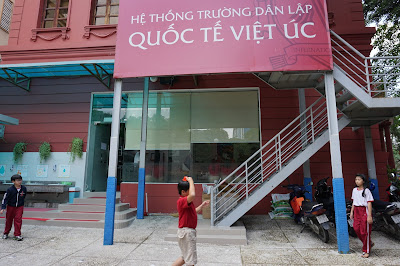 HỆ THỐNG TRƯỜNG DÂN LẬP
QUỐC TẾ VIỆT ÚC